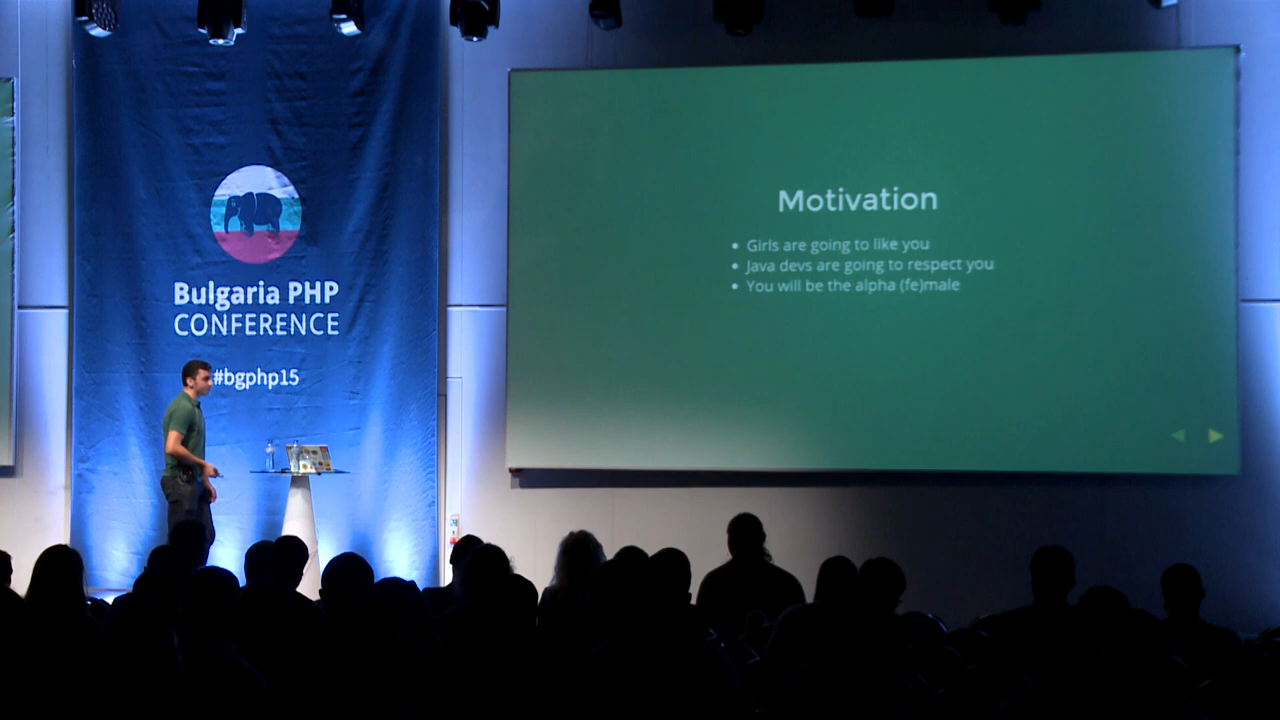 Bulgaria PHP
CONFERENCE
#bgphp15
Motivation
• Girls are going to like you
• Java devs are going to respect you
• You will be the alpha (fe)male